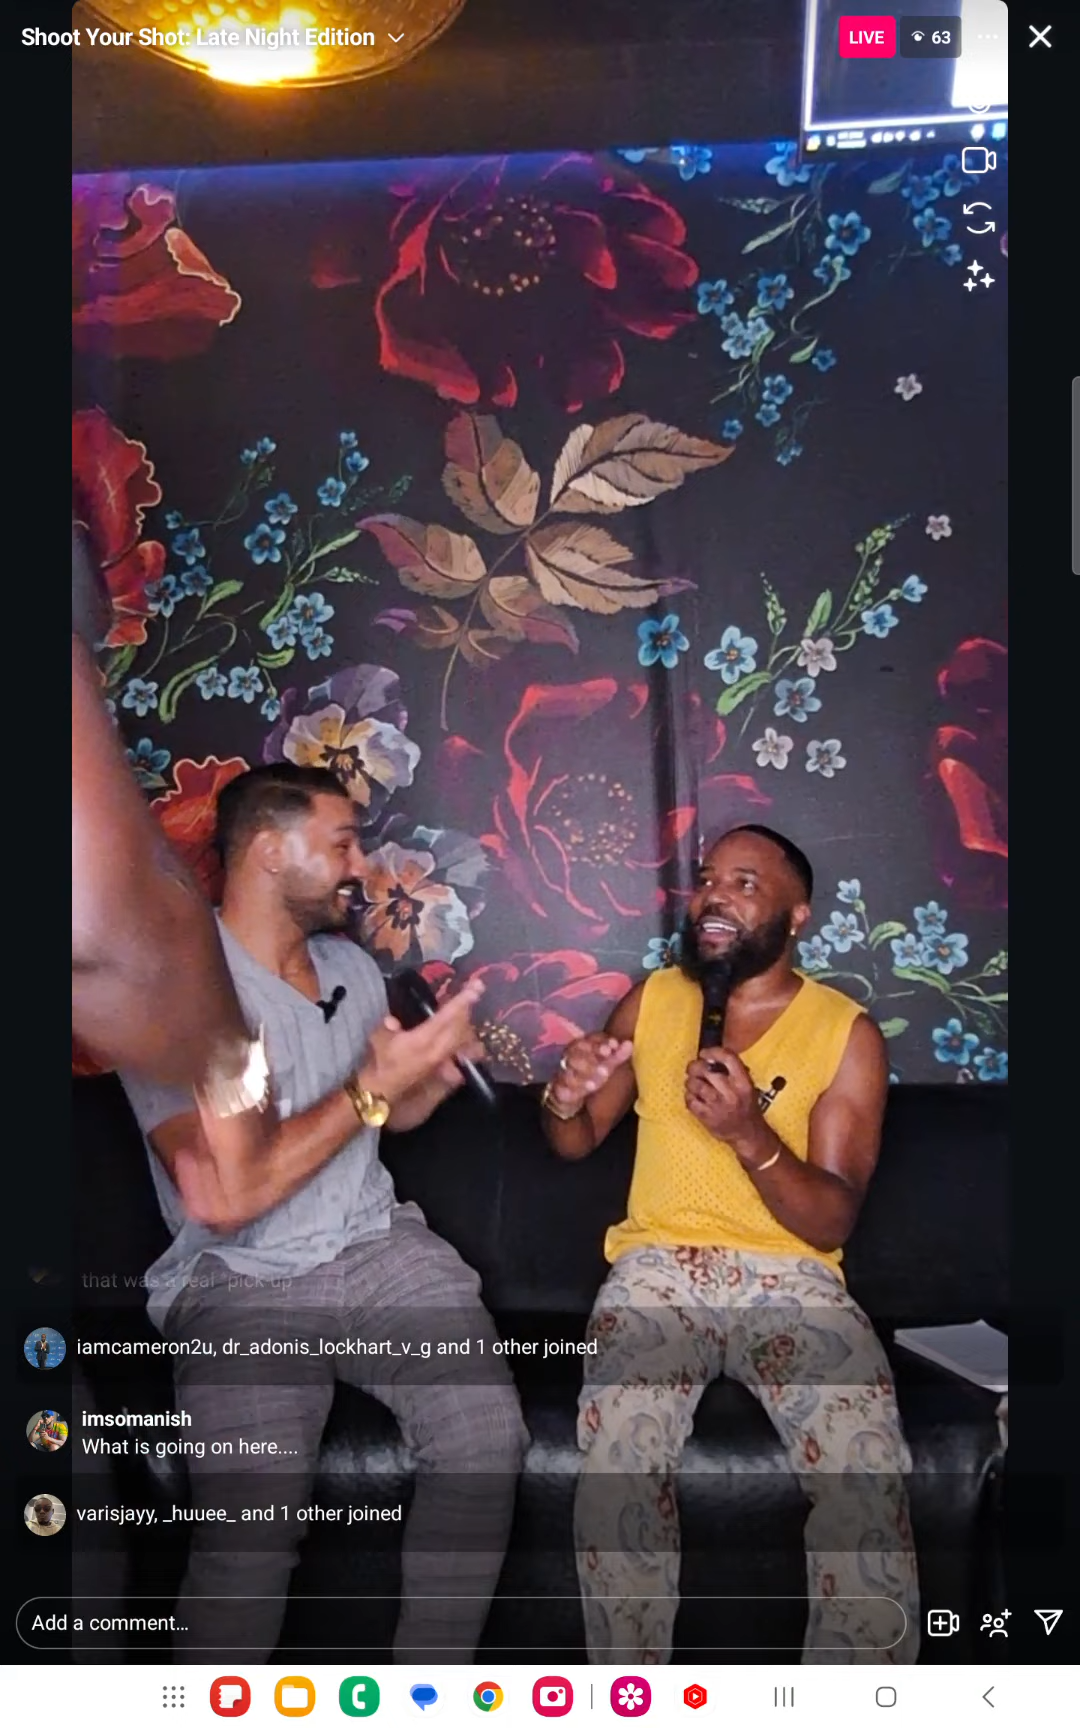 Shoot Your Shot: Late Night Edition
LIVE
63
that was a real "pick-up
iamcameron2u, dr_adonis_lockhart_v_g and 1 other joined
imsomanish
What is going on here....
varisjayy, _huuee_ and 1 other joined
Add a comment...